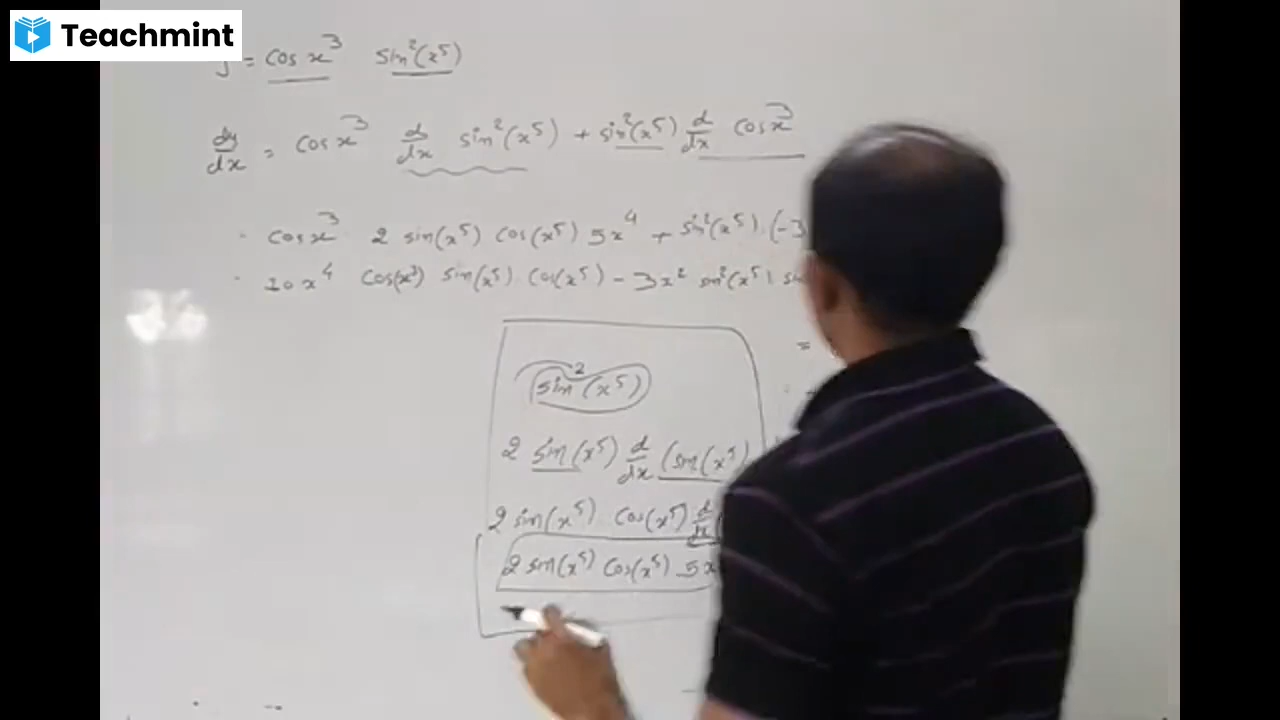 Teachmint
y = cos x³ sin²(x⁵)
dy/dx = cos x³ d/dx sin²(x⁵) + sin²(x⁵) d/dx cos x³
cos x³ 2 sin(x⁵) cos(x⁵) 5x⁴ + sin²(x⁵) · (-3
10x⁴ cos(x³) sin(x⁵) · cos(x⁵) - 3x² sin²(x⁵)
=
sin²(x⁵)
2 sin(x⁵) d/dx (sin(x⁵)
2 sin(x⁵) cos(x⁵) d/dx (
2 sin(x⁵) cos(x⁵) 5x